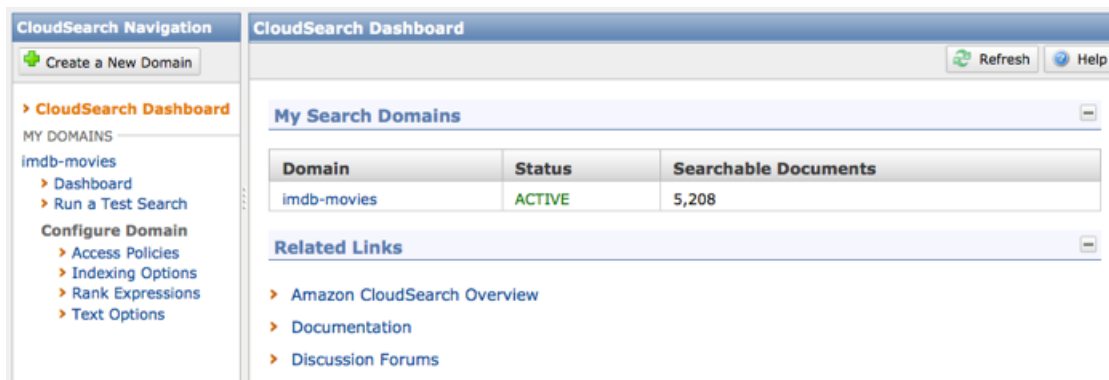 CloudSearch Navigation
Create a New Domain
CloudSearch Dashboard
MY DOMAINS
imdb-movies
Dashboard
Run a Test Search
Configure Domain
Access Policies
Indexing Options
Rank Expressions
Text Options
CloudSearch Dashboard
Refresh Help
My Search Domains
Domain Status Searchable Documents
imdb-movies ACTIVE 5,208
Related Links
Amazon CloudSearch Overview
Documentation
Discussion Forums